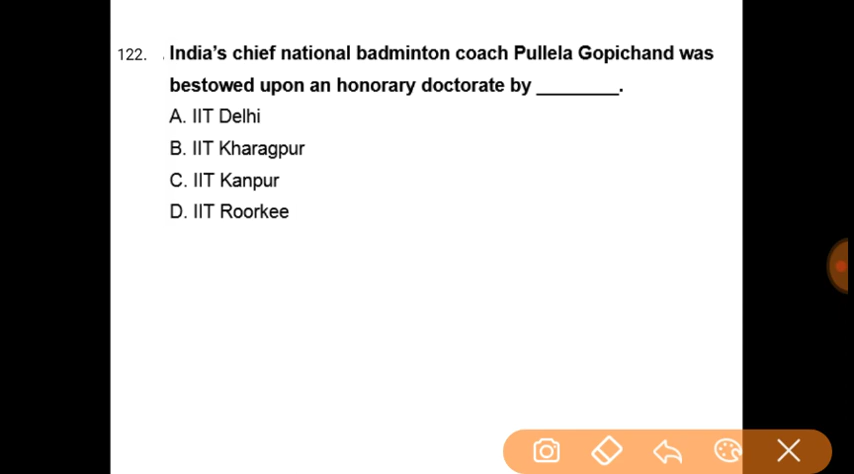 122. India's chief national badminton coach Pullela Gopichand was
bestowed upon an honorary doctorate by ________.
A. IIT Delhi
B. IIT Kharagpur
C. IIT Kanpur
D. IIT Roorkee